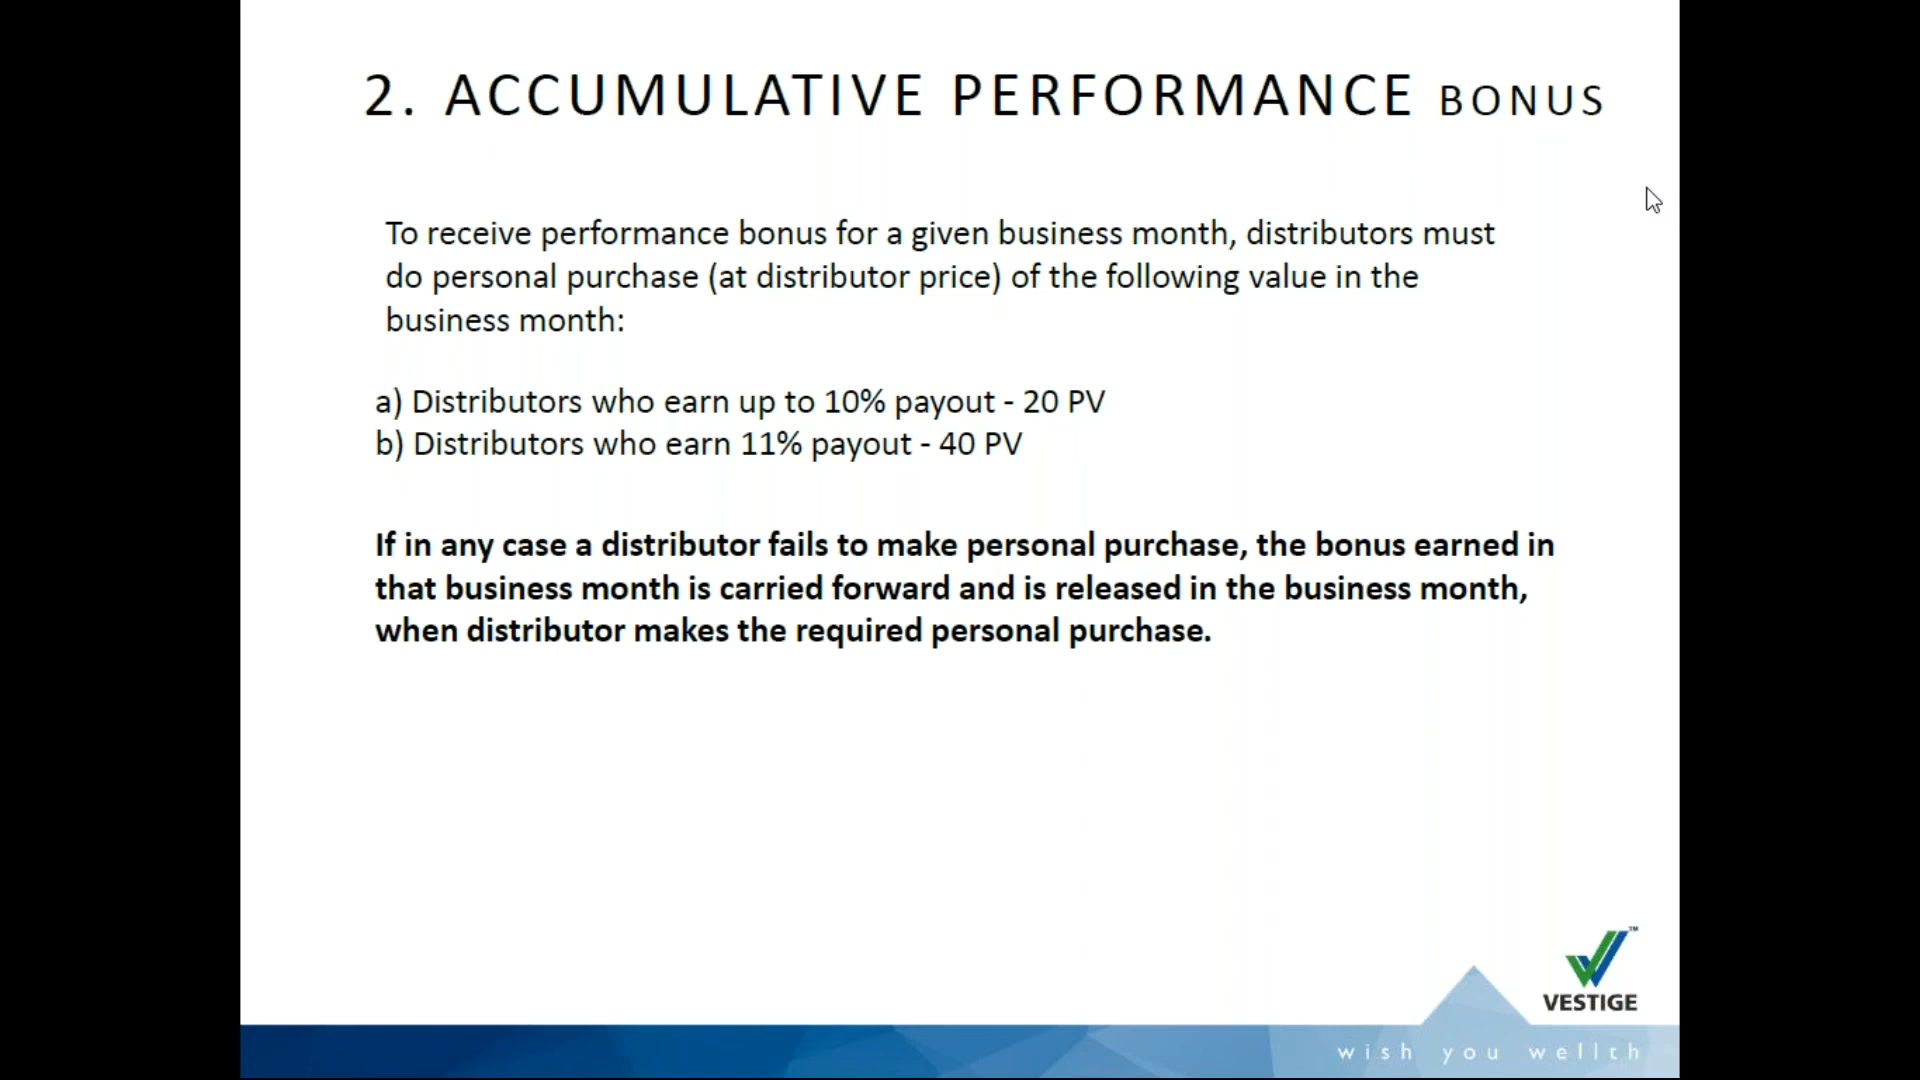 2. ACCUMULATIVE PERFORMANCE BONUS
To receive performance bonus for a given business month, distributors must
do personal purchase (at distributor price) of the following value in the
business month:
a) Distributors who earn up to 10% payout - 20 PV
b) Distributors who earn 11% payout - 40 PV
If in any case a distributor fails to make personal purchase, the bonus earned in
that business month is carried forward and is released in the business month,
when distributor makes the required personal purchase.
TM
VESTIGE
wish you wellth